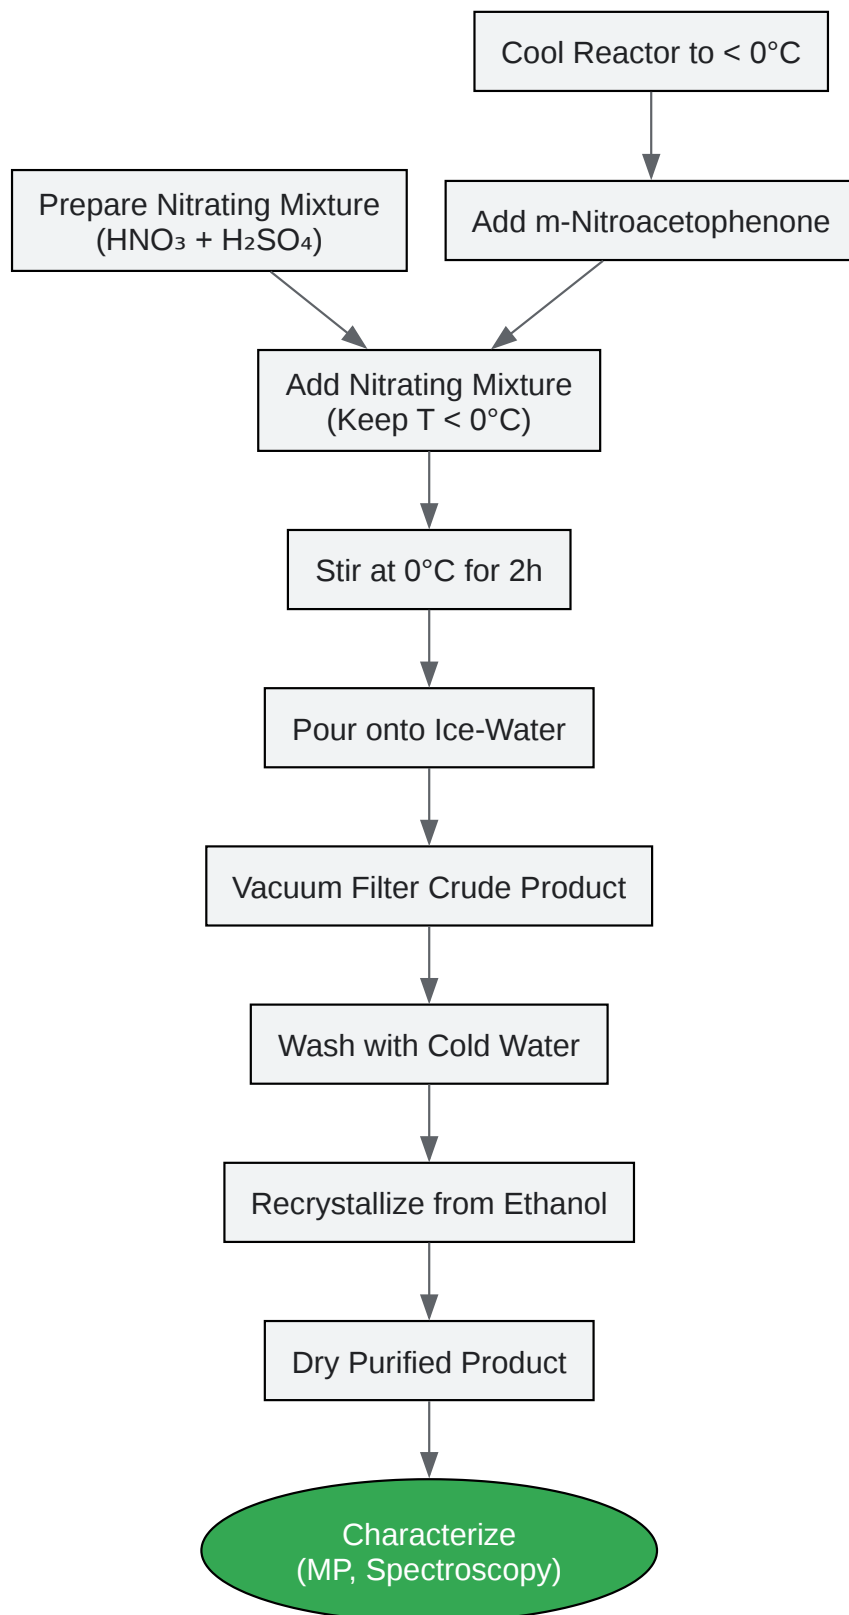 Cool Reactor to < 0°C
Prepare Nitrating Mixture
(HNO₃ + H₂SO₄)
Add m-Nitroacetophenone
Add Nitrating Mixture
(Keep T < 0°C)
Stir at 0°C for 2h
Pour onto Ice-Water
Vacuum Filter Crude Product
Wash with Cold Water
Recrystallize from Ethanol
Dry Purified Product
Characterize
(MP, Spectroscopy)